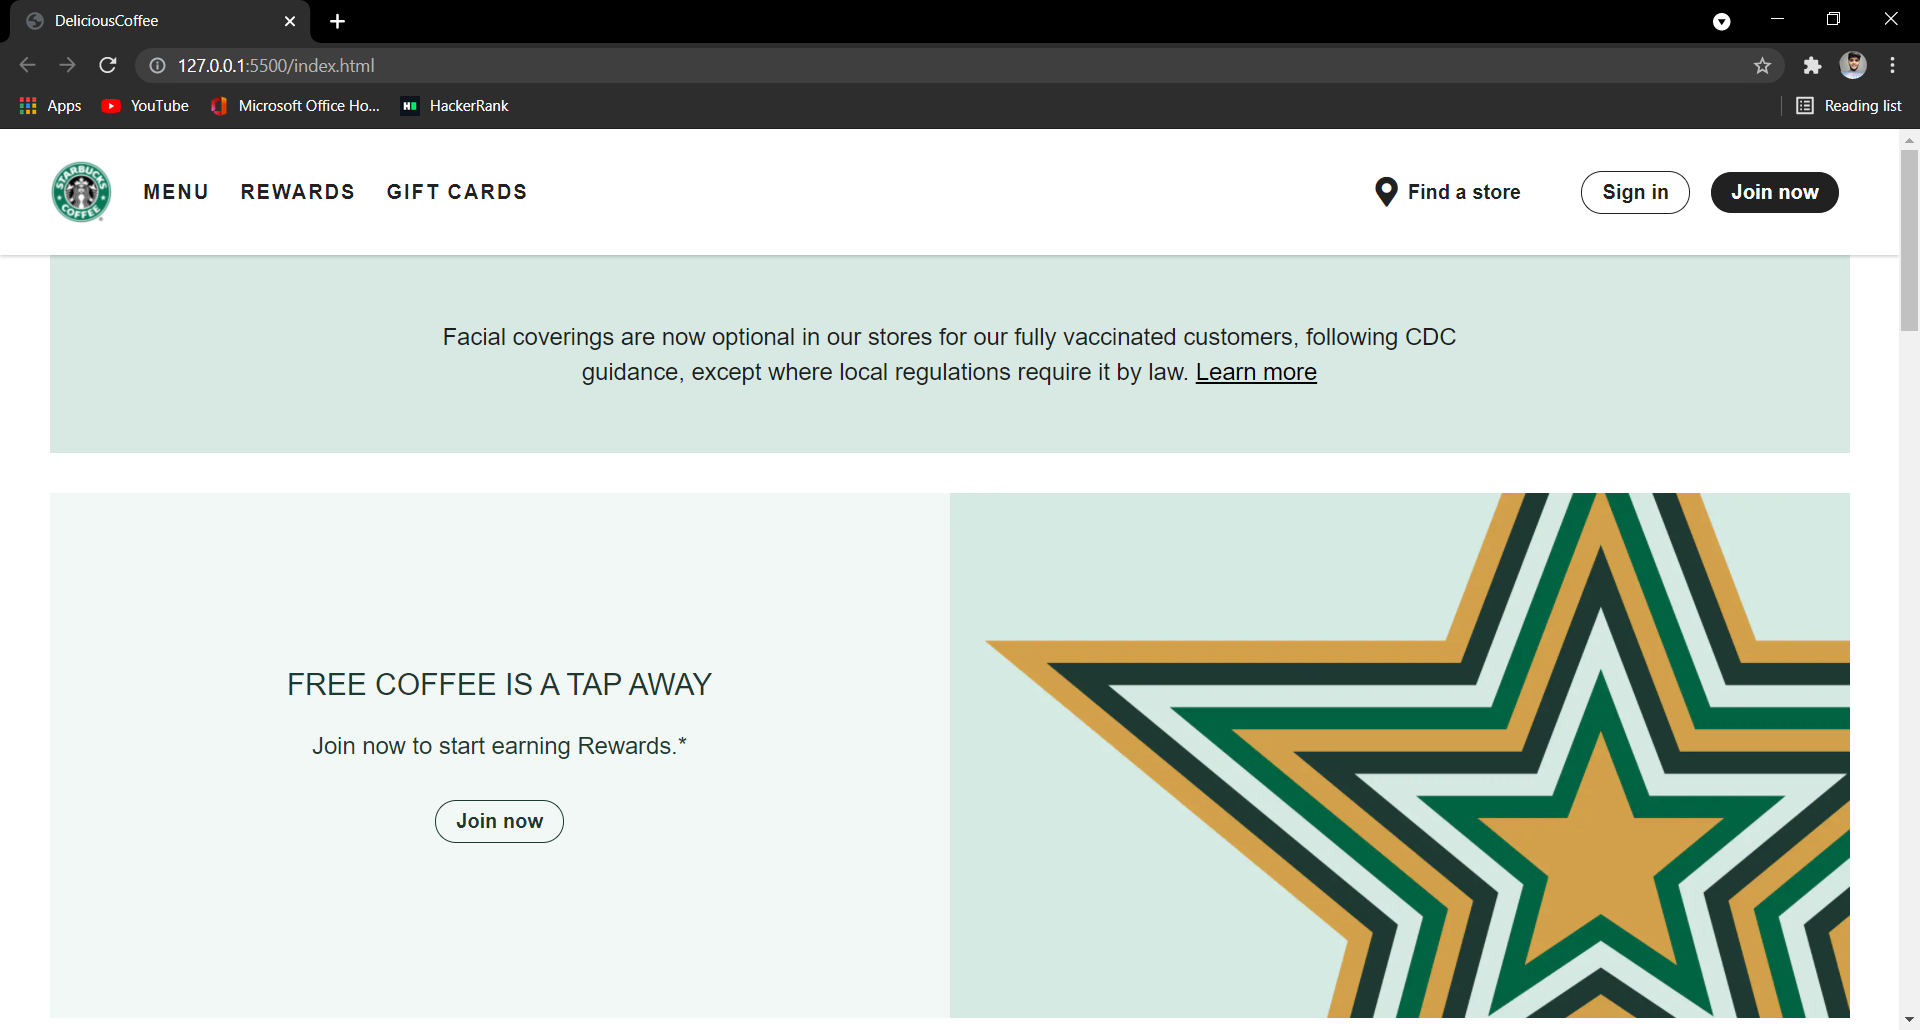 DeliciousCoffee
127.0.0.1:5500/index.html
Apps YouTube Microsoft Office Ho... HackerRank Reading list
STARBUCKS COFFEE
MENU REWARDS GIFT CARDS Find a store Sign in Join now
Facial coverings are now optional in our stores for our fully vaccinated customers, following CDC
guidance, except where local regulations require it by law. Learn more
FREE COFFEE IS A TAP AWAY
Join now to start earning Rewards.*
Join now